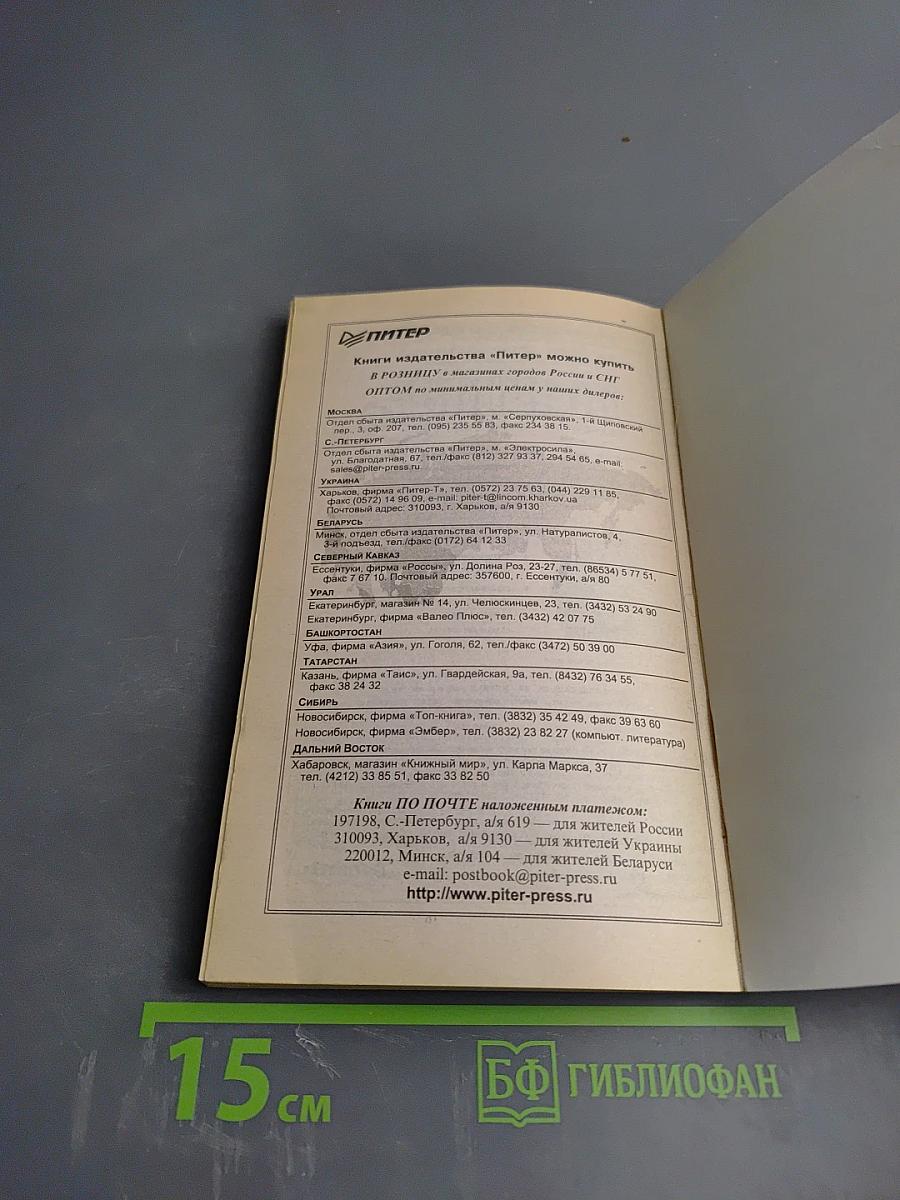 ПИТЕР
Книги издательства «Питер» можно купить
В РОЗНИЦУ в магазинах городов России и СНГ
ОПТОМ по минимальным ценам у наших дилеров:
МОСКВА
Отдел сбыта издательства «Питер», м. «Серпуховская», 1-й Щиповский
пер., 3, оф. 207, тел. (095) 235 55 83, факс 234 38 15.
С.-ПЕТЕРБУРГ
Отдел сбыта издательства «Питер», м. «Электросила»,
ул. Благодатная, 67, тел./факс (812) 327 93 37, 294 54 65, e-mail:
sales@piter-press.ru
УКРАИНА
Харьков, фирма «Питер-Т», тел. (0572) 23 75 63, (044) 229 11 85,
факс (0572) 14 96 09, e-mail: piter-t@lincom.kharkov.ua
Почтовый адрес: 310093, г. Харьков, а/я 9130
БЕЛАРУСЬ
Минск, отдел сбыта издательства «Питер», ул. Натуралистов, 4,
3-й подъезд, тел./факс (0172) 64 12 33
СЕВЕРНЫЙ КАВКАЗ
Ессентуки, фирма «Россы», ул. Долина Роз, 23-27, тел. (86534) 5 77 51,
факс 7 67 10. Почтовый адрес: 357600, г. Ессентуки, а/я 80
УРАЛ
Екатеринбург, магазин № 14, ул. Челюскинцев, 23, тел. (3432) 53 24 90
Екатеринбург, фирма «Валео Плюс», тел. (3432) 42 07 75
БАШКОРТОСТАН
Уфа, фирма «Азия», ул. Гоголя, 62, тел./факс (3472) 50 39 00
ТАТАРСТАН
Казань, фирма «Таис», ул. Гвардейская, 9а, тел. (8432) 76 34 55,
факс 38 24 32
СИБИРЬ
Новосибирск, фирма «Топ-книга», тел. (3832) 35 42 49, факс 39 63 60
Новосибирск, фирма «Эмбер», тел. (3832) 23 82 27 (компьют. литература)
ДАЛЬНИЙ ВОСТОК
Хабаровск, магазин «Книжный мир», ул. Карла Маркса, 37
тел. (4212) 33 85 51, факс 33 82 50
Книги ПО ПОЧТЕ наложенным платежом:
197198, С.-Петербург, а/я 619 — для жителей России
310093, Харьков, а/я 9130 — для жителей Украины
220012, Минск, а/я 104 — для жителей Беларуси
e-mail: postbook@piter-press.ru
http://www.piter-press.ru
15 см
БФ ГИБЛИОФАН